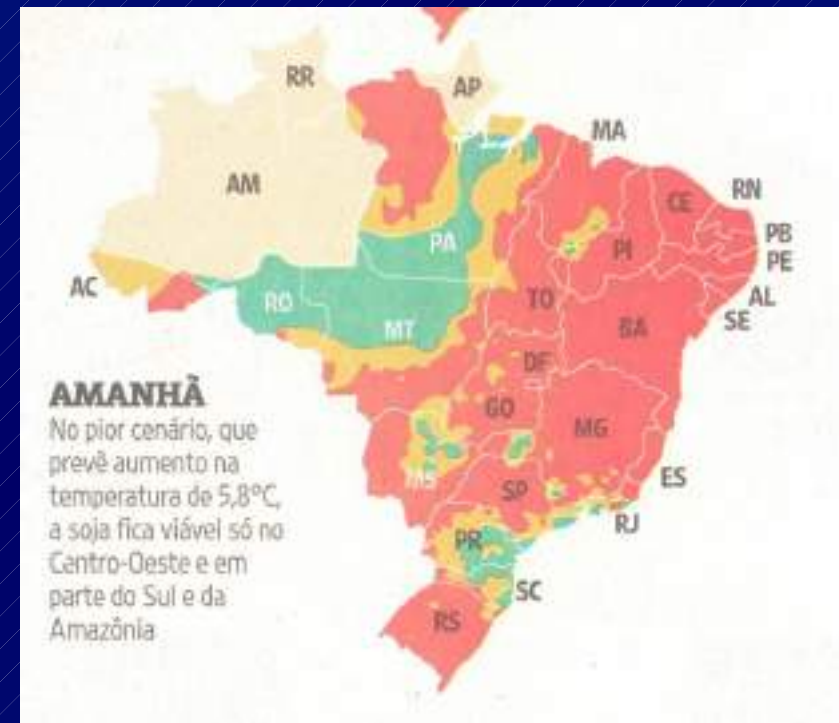 RR
AP
MA
AM
CE
RN
PA
PI
PB
PE
AC
RO
TO
AL
MT
BA
SE
DF
AMANHÃ
No pior cenário, que
prevê aumento na
temperatura de 5,8°C,
a soja fica viável só no
Centro-Oeste e em
parte do Sul e da
Amazônia
GO
MG
MS
SP
ES
RJ
PR
SC
RS